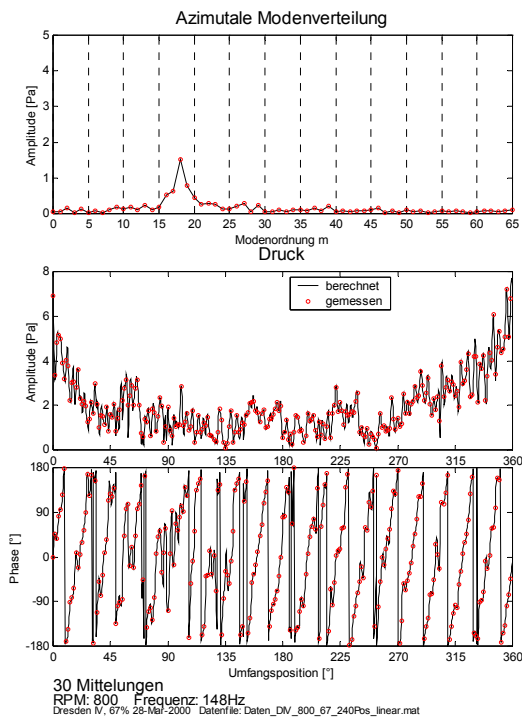 Azimutale Modenverteilung
5
4
3
2
1
0
Amplitude [Pa]
0 5 10 15 20 25 30 35 40 45 50 55 60 65
Modenordnung m
Druck
8
6
4
2
0
Amplitude [Pa]
berechnet
gemessen
0 45 90 135 180 225 270 315 360
180
90
0
-90
-180
Phase [°]
0 45 90 135 180 225 270 315 360
Umfangsposition [°]
30 Mittelungen
RPM: 800 Frequenz: 148Hz
Dresden IV, 67% 28-Mar-2000 Datenfile: Daten_DIV_800_67_240Pos_linear.mat